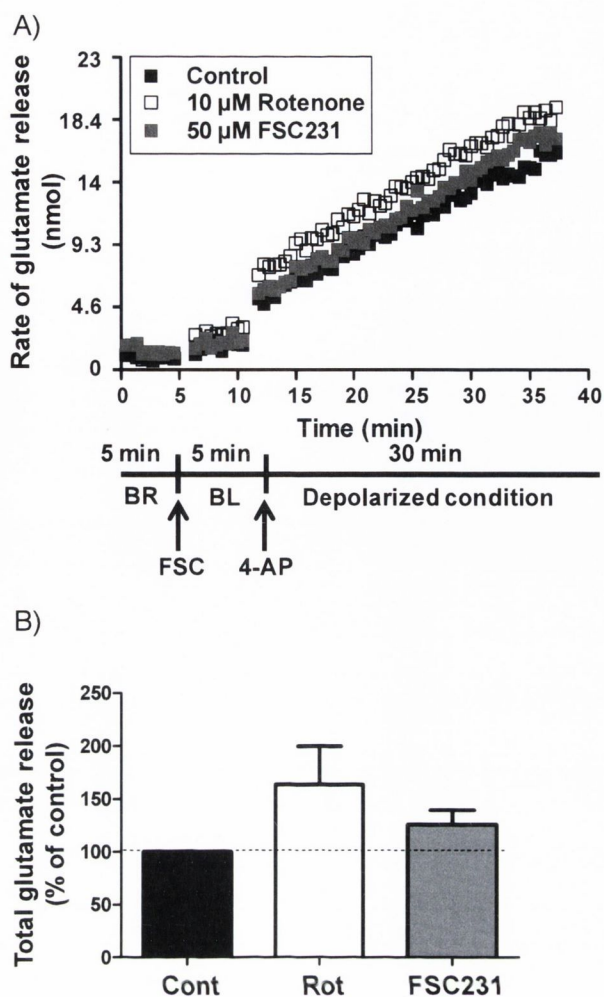 A)
Rate of glutamate release
(nmol)
23
18.4
14
9.3
4.6
0
Control
10 µM Rotenone
50 µM FSC231
0 5 10 15 20 25 30 35 40
Time (min)
5 min 5 min 30 min
BR BL Depolarized condition
FSC 4-AP
B)
Total glutamate release
(% of control)
250
200
150
100
50
0
Cont Rot FSC231